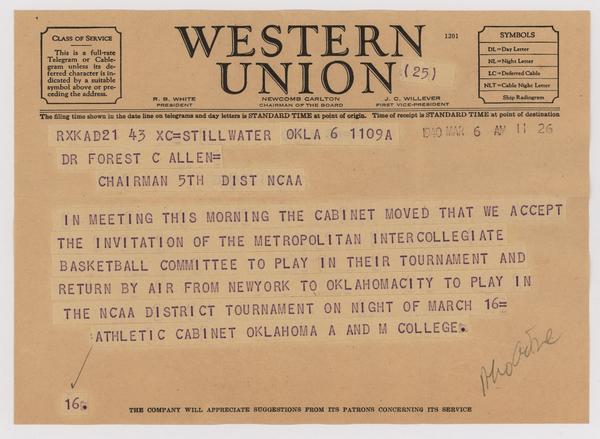 CLASS OF SERVICE
This is a full-rate
Telegram or Cable-
gram unless its de-
ferred character is
indicated by a suitable
symbol above or pre-
ceding the address.
WESTERN
UNION
(25)
1201
R. B. WHITE
PRESIDENT
NEWCOMB CARLTON
CHAIRMAN OF THE BOARD
J. C. WILLEVER
FIRST VICE-PRESIDENT
SYMBOLS
DL=Day Letter
NL=Night Letter
LC=Deferred Cable
NLT=Cable Night Letter
Ship Radiogram
The filing time shown in the date line on telegrams and day letters is STANDARD TIME at point of origin. Time of receipt is STANDARD TIME at point of destination
RXKAD21 43 XC=STILLWATER OKLA 6 1109A
1940 MAR 6 AM 11 26
DR FOREST C ALLEN=
CHAIRMAN 5TH DIST NCAA
IN MEETING THIS MORNING THE CABINET MOVED THAT WE ACCEPT
THE INVITATION OF THE METROPOLITAN INTERCOLLEGIATE
BASKETBALL COMMITTEE TO PLAY IN THEIR TOURNAMENT AND
RETURN BY AIR FROM NEWYORK TO OKLAHOMACITY TO PLAY IN
THE NCAA DISTRICT TOURNAMENT ON NIGHT OF MARCH 16=
:ATHLETIC CABINET OKLAHOMA A AND M COLLEGE.
16.
THE COMPANY WILL APPRECIATE SUGGESTIONS FROM ITS PATRONS CONCERNING ITS SERVICE